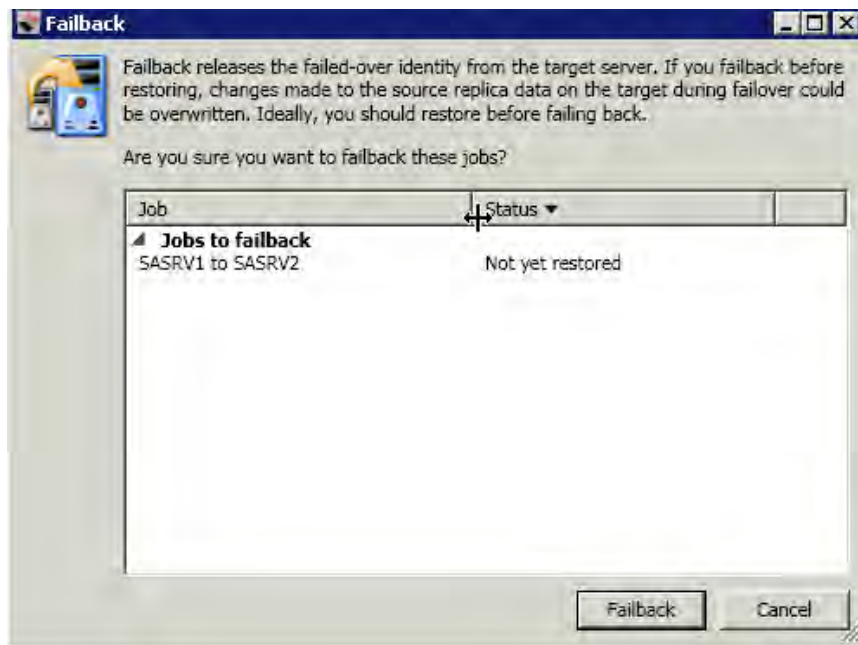 Failback
Failback releases the failed-over identity from the target server. If you failback before
restoring, changes made to the source replica data on the target during failover could
be overwritten. Ideally, you should restore before failing back.
Are you sure you want to failback these jobs?
Job Status
Jobs to failback
SASRV1 to SASRV2 Not yet restored
Failback Cancel